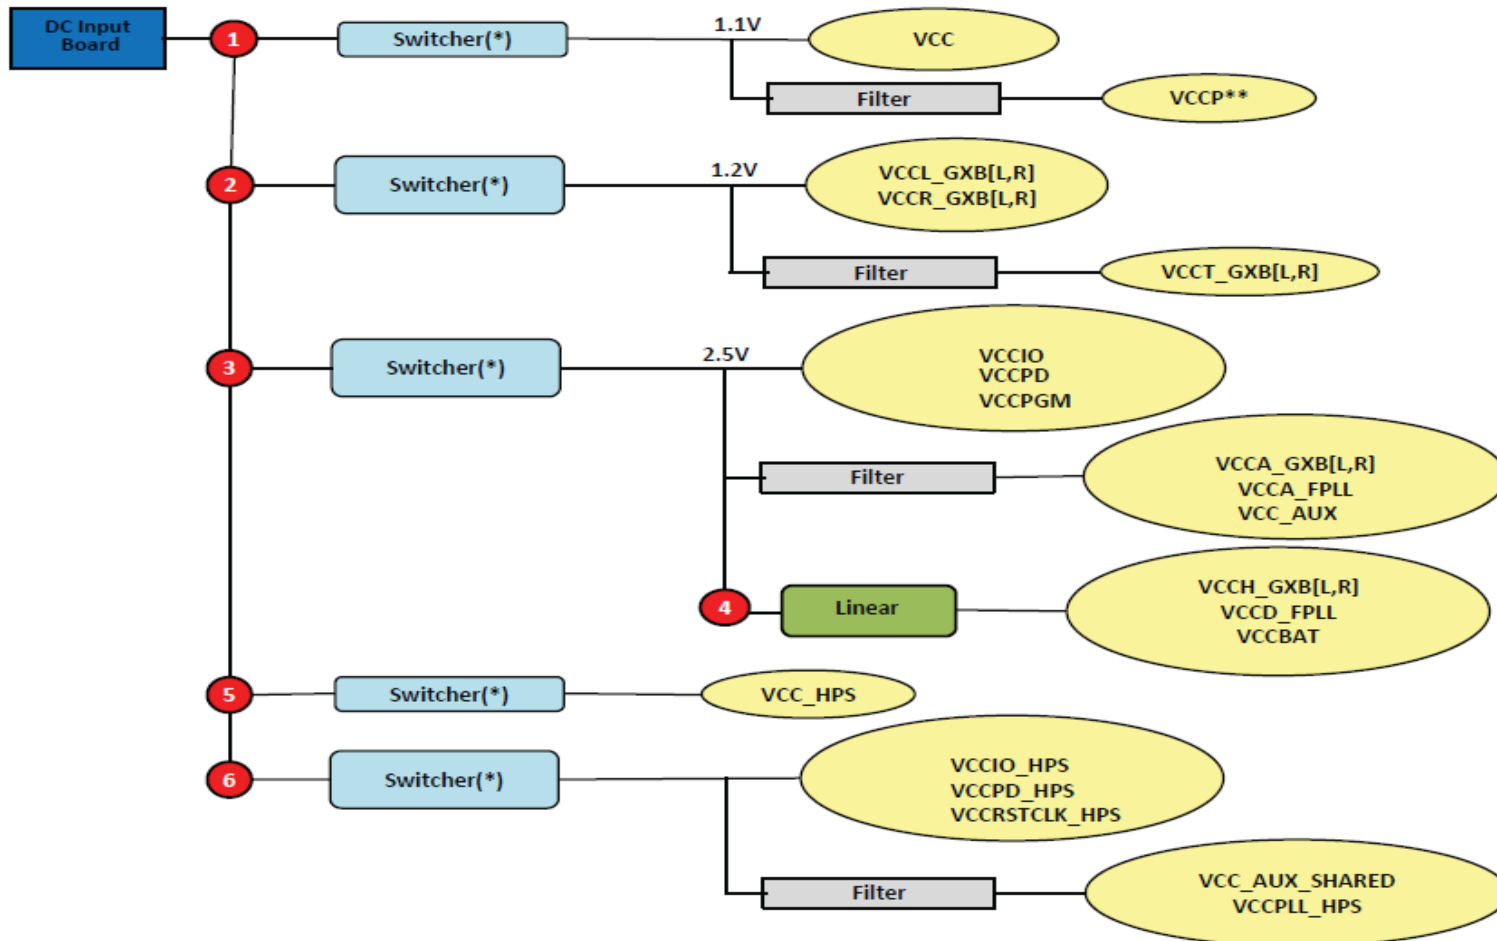 DC Input
Board
1
Switcher(*)
1.1V
VCC
Filter
VCCP**
2
Switcher(*)
1.2V
VCCL_GXB[L,R]
VCCR_GXB[L,R]
Filter
VCCT_GXB[L,R]
3
Switcher(*)
2.5V
VCCIO
VCCPD
VCCPGM
Filter
VCCA_GXB[L,R]
VCCA_FPLL
VCC_AUX
4
Linear
VCCH_GXB[L,R]
VCCD_FPLL
VCCBAT
5
Switcher(*)
VCC_HPS
6
Switcher(*)
VCCIO_HPS
VCCPD_HPS
VCCRSTCLK_HPS
Filter
VCC_AUX_SHARED
VCCPLL_HPS